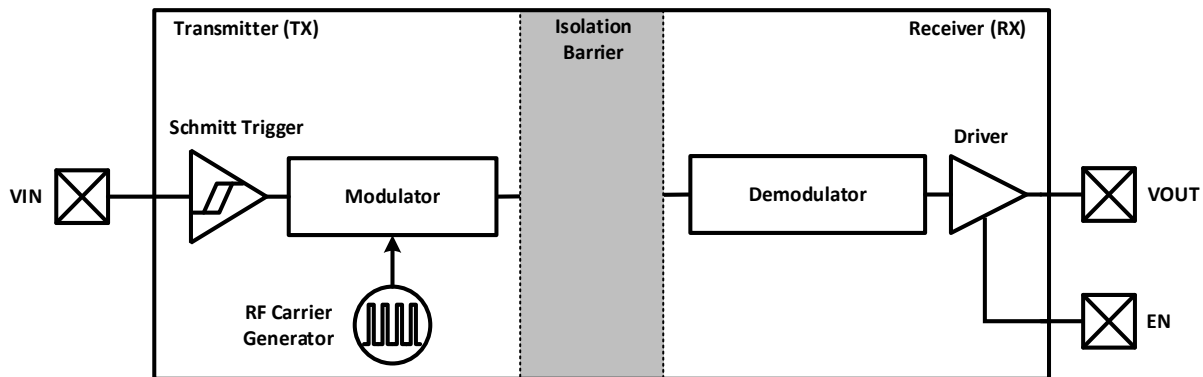 Transmitter (TX)
Isolation
Barrier
Receiver (RX)
Schmitt Trigger
Driver
VIN
Modulator
Demodulator
VOUT
RF Carrier
Generator
EN